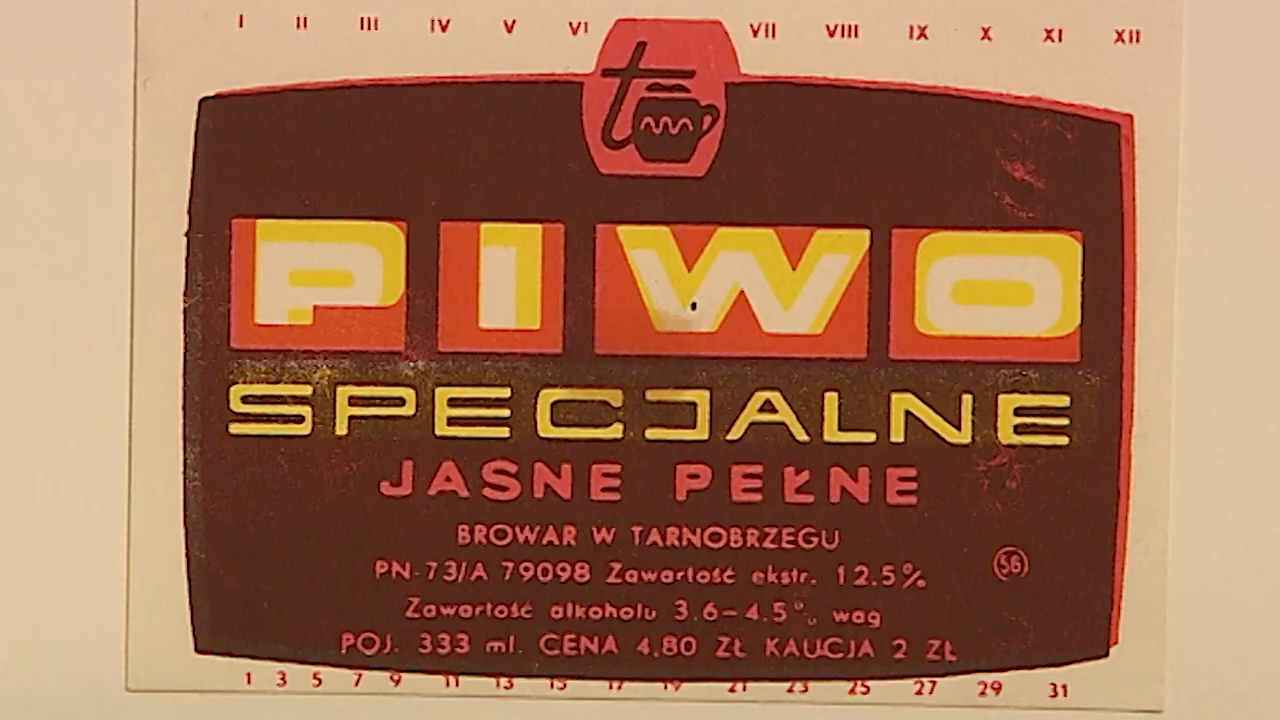 I II III IV V VI VII VIII IX X XI XII
t
PIWO
SPECJALNE
JASNE PEŁNE
BROWAR W TARNOBRZEGU
PN-73/A 79098 Zawartość ekstr. 12.5%
SG
Zawartość alkoholu 3.6–4.5% wag
POJ. 333 ml. CENA 4,80 ZŁ KAUCJA 2 ZŁ
1 3 5 7 9 11 13 15 17 19 21 23 25 27 29 31